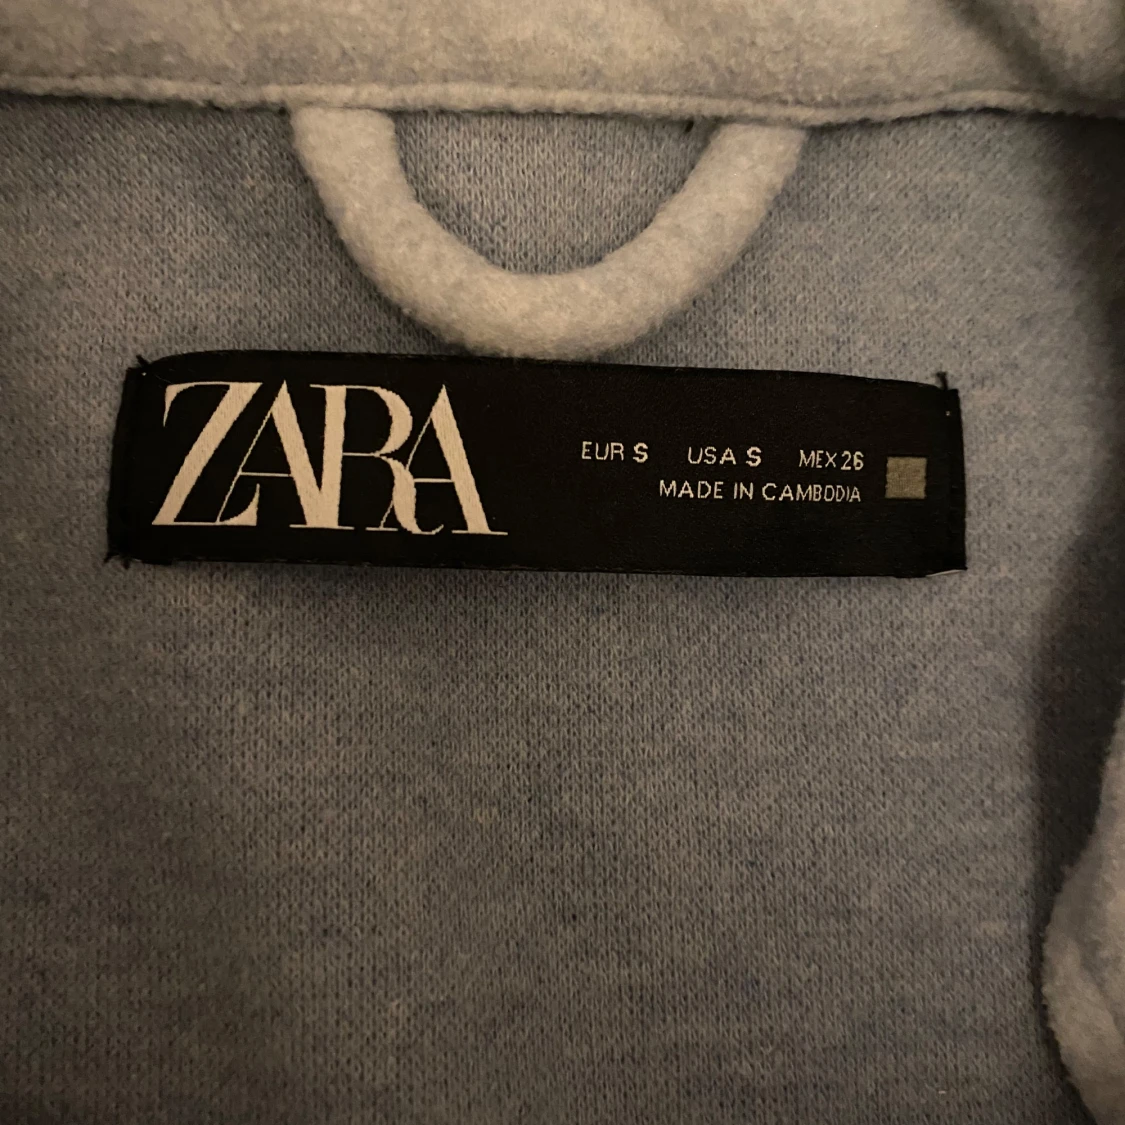 ZARA
EUR S USA S MEX 26
MADE IN CAMBODIA